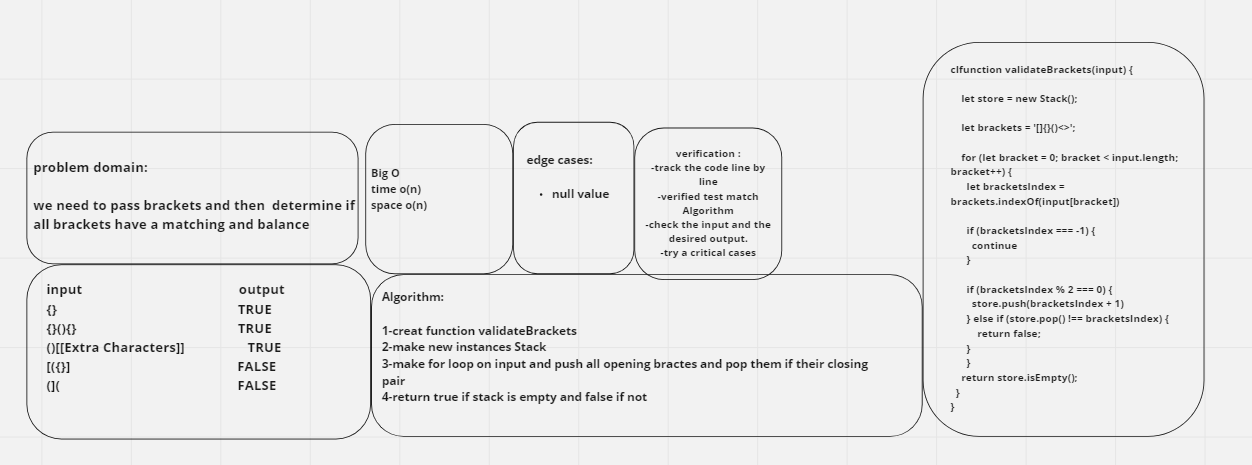 problem domain:
we need to pass brackets and then  determine if
all brackets have a matching and balance
Big O
time o(n)
space o(n)
edge cases:
• null value
verification :
-track the code line by
line
-verified test match
Algorithm
-check the input and the
desired output.
-try a critical cases
input output
{} TRUE
{}(){} TRUE
()[[Extra Characters]] TRUE
[({}] FALSE
(]( FALSE
Algorithm:
1-creat function validateBrackets
2-make new instances Stack
3-make for loop on input and push all opening bractes and pop them if their closing
pair
4-return true if stack is empty and false if not
clfunction validateBrackets(input) {
let store = new Stack();
let brackets = '[]{}()<>';
for (let bracket = 0; bracket < input.length;
bracket++) {
let bracketsIndex =
brackets.indexOf(input[bracket])
if (bracketsIndex === -1) {
continue
}
if (bracketsIndex % 2 === 0) {
store.push(bracketsIndex + 1)
} else if (store.pop() !== bracketsIndex) {
return false;
}
}
return store.isEmpty();
}
}